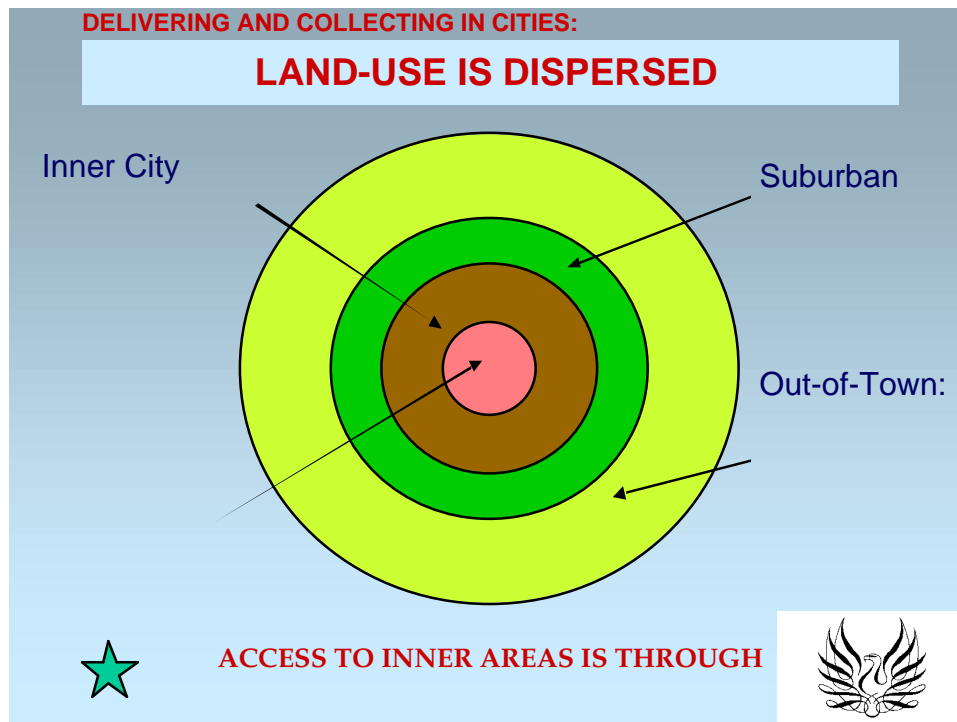 DELIVERING AND COLLECTING IN CITIES:
LAND-USE IS DISPERSED
Inner City
Suburban
Out-of-Town:
ACCESS TO INNER AREAS IS THROUGH